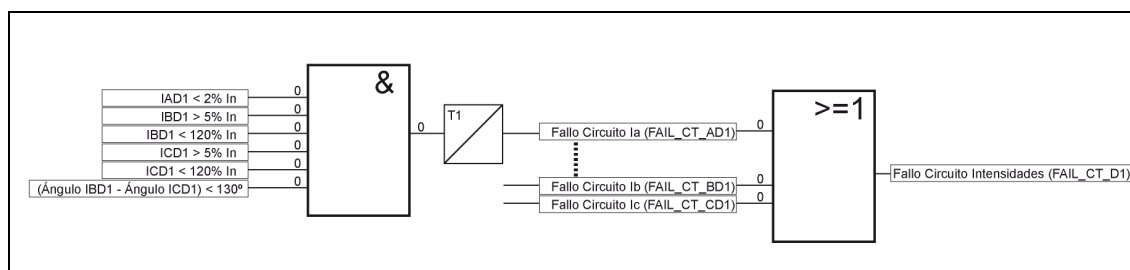 &
0
IAD1 < 2% In
0
IBD1 > 5% In
0
IBD1 < 120% In
0
ICD1 > 5% In
0
ICD1 < 120% In
0
(Ángulo IBD1 - Ángulo ICD1) < 130º
0
T1
>=1
Fallo Circuito Ia (FAIL_CT_AD1)
0
Fallo Circuito Ib (FAIL_CT_BD1)
0
Fallo Circuito Ic (FAIL_CT_CD1)
0
Fallo Circuito Intensidades (FAIL_CT_D1)